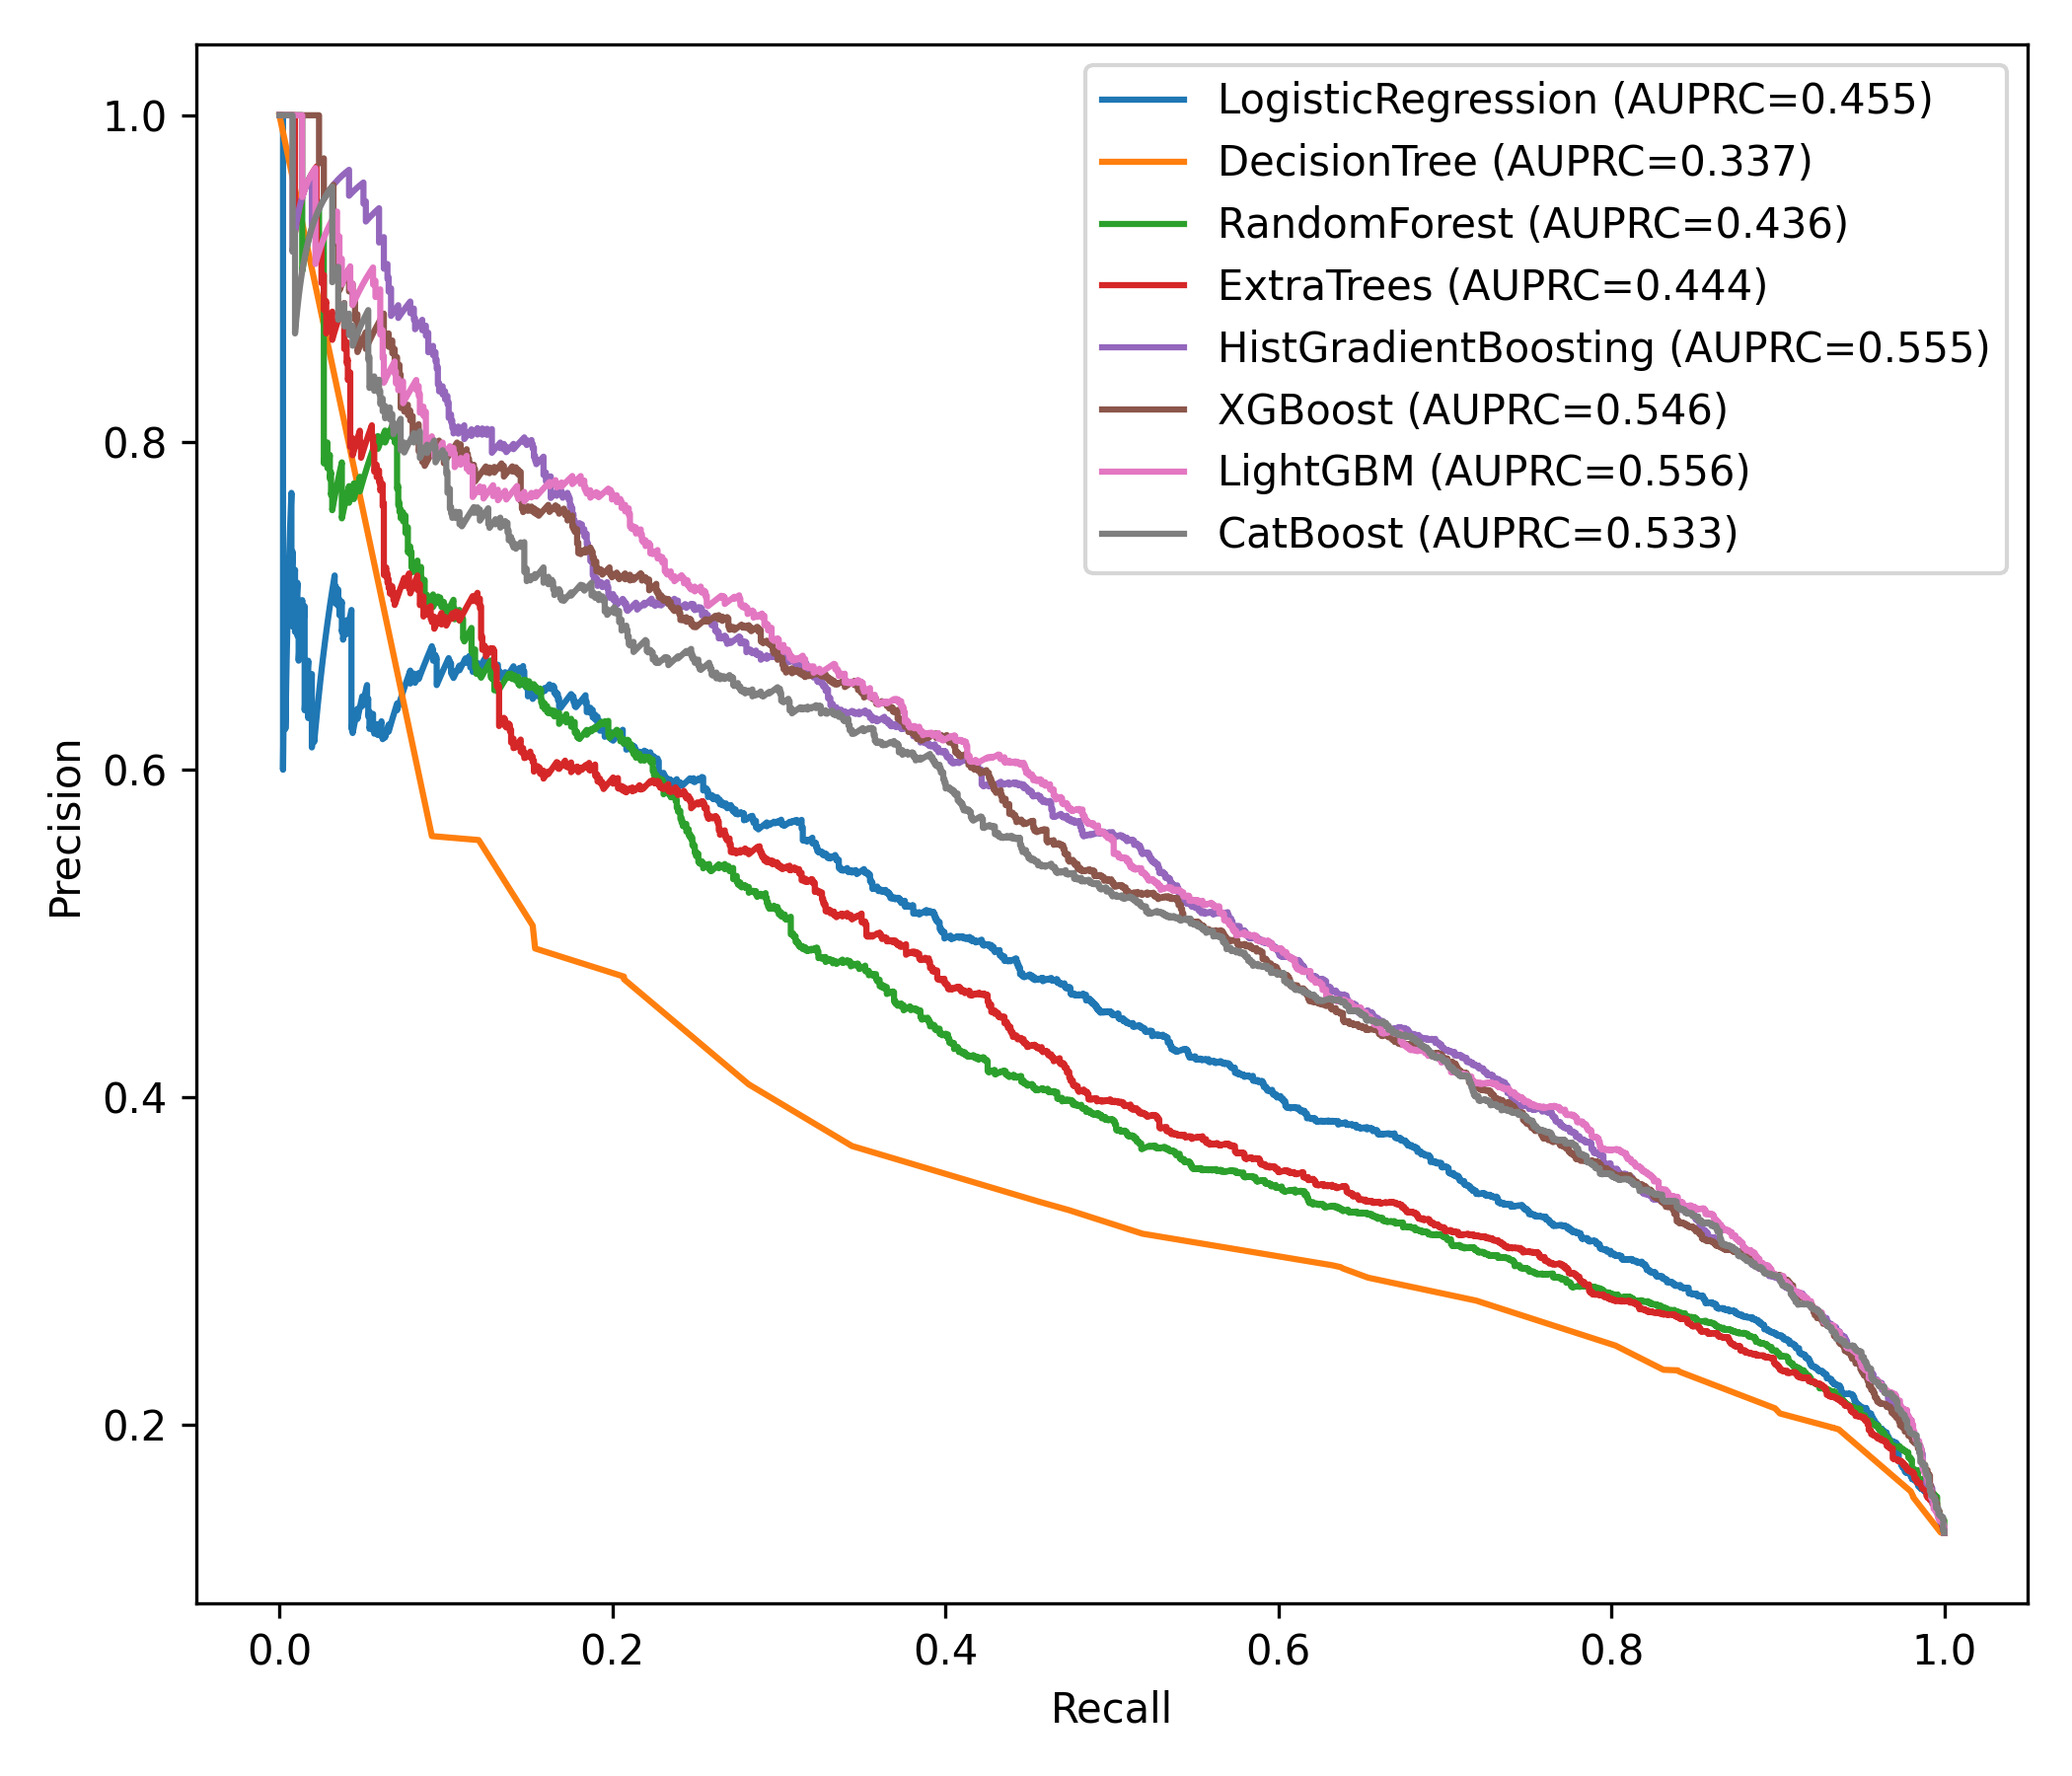 LogisticRegression (AUPRC=0.455)
DecisionTree (AUPRC=0.337)
RandomForest (AUPRC=0.436)
ExtraTrees (AUPRC=0.444)
HistGradientBoosting (AUPRC=0.555)
XGBoost (AUPRC=0.546)
LightGBM (AUPRC=0.556)
CatBoost (AUPRC=0.533)
1.0
0.8
0.6
0.4
0.2
Precision
0.0 0.2 0.4 0.6 0.8 1.0
Recall